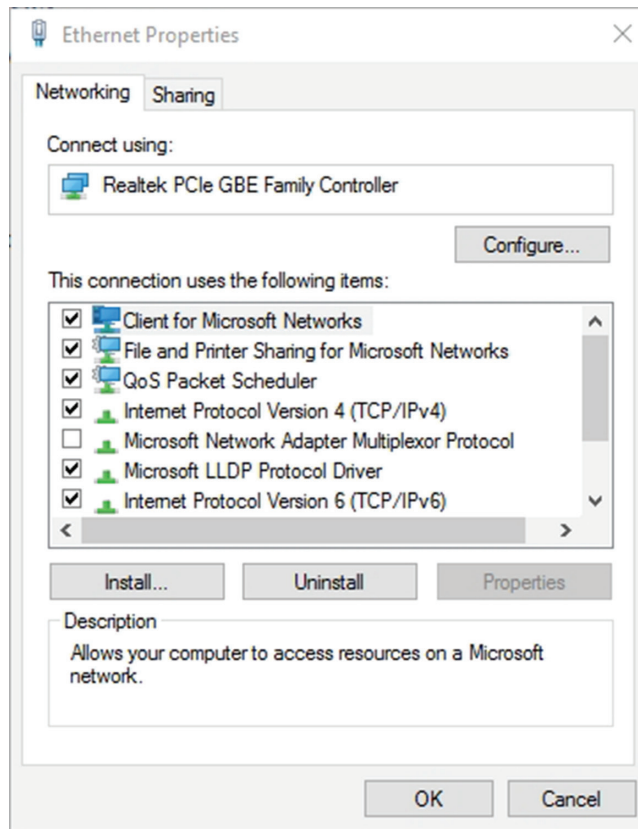 Ethernet Properties
Networking
Sharing
Connect using:
Realtek PCIe GBE Family Controller
Configure...
This connection uses the following items:
Client for Microsoft Networks
File and Printer Sharing for Microsoft Networks
QoS Packet Scheduler
Internet Protocol Version 4 (TCP/IPv4)
Microsoft Network Adapter Multiplexor Protocol
Microsoft LLDP Protocol Driver
Internet Protocol Version 6 (TCP/IPv6)
Install...
Uninstall
Properties
Description
Allows your computer to access resources on a Microsoft
network.
OK
Cancel